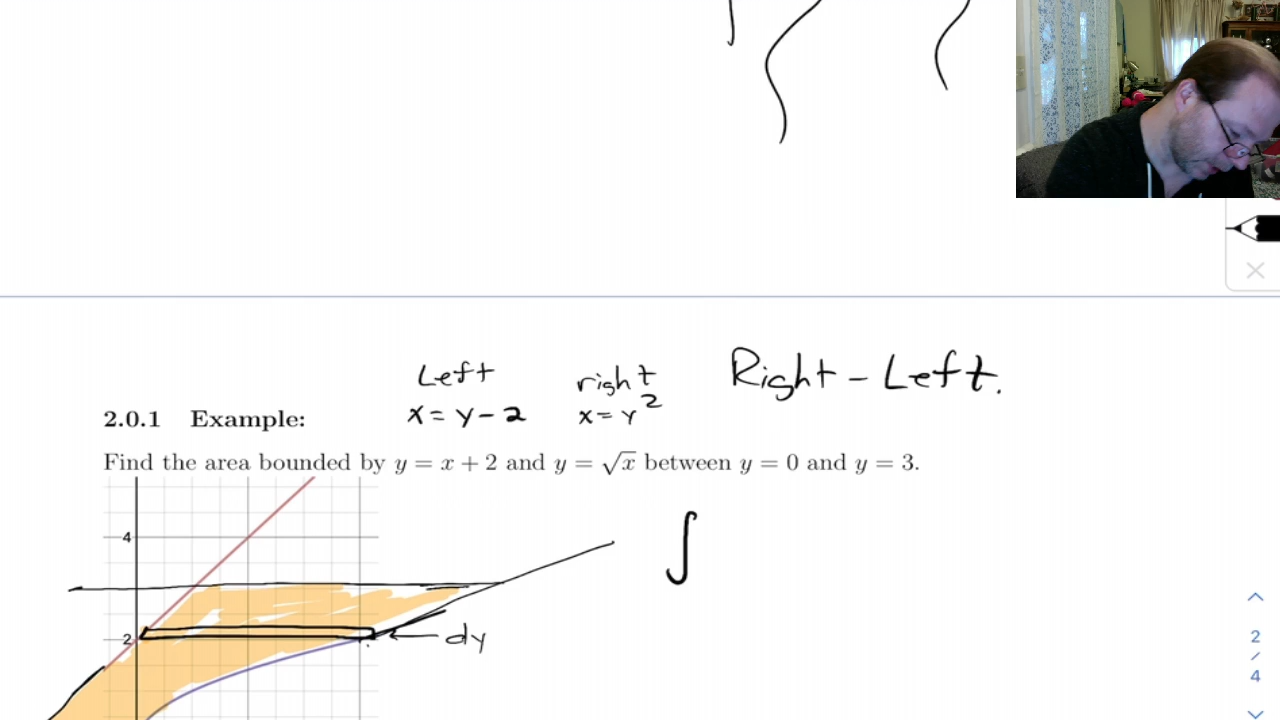 Left right Right - Left.
x = y - 2 x = y²
2.0.1 Example:
Find the area bounded by y = x + 2 and y = √x between y = 0 and y = 3.
4
∫
2
dy
2
/
4